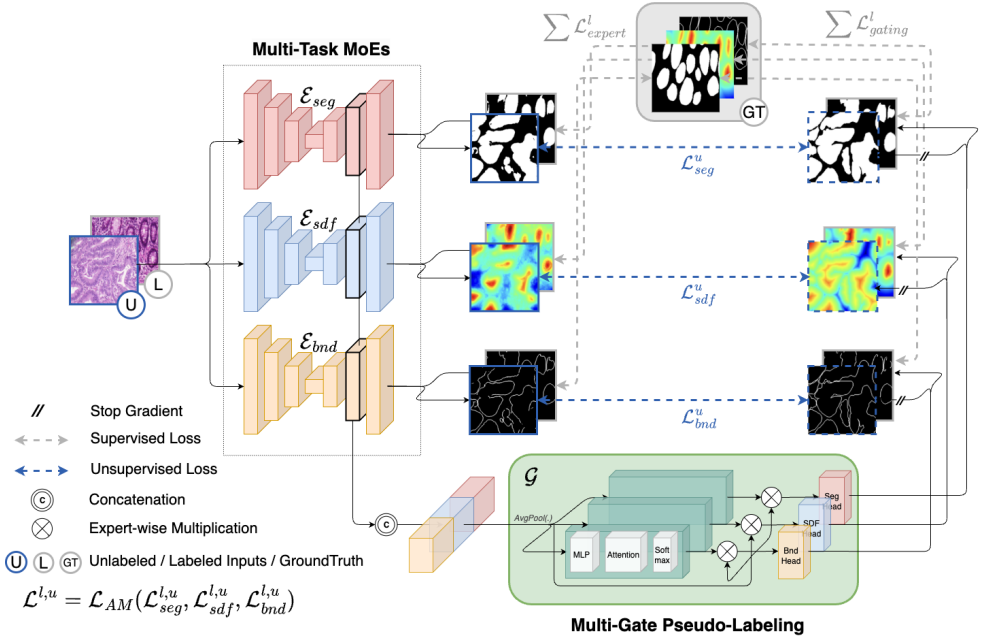 Multi-Task MoEs
∑ 𝓛^l_expert
∑ 𝓛^l_gating
GT
ℰ_seg
𝓛^u_seg
ℰ_sdf
L
U
𝓛^u_sdf
ℰ_bnd
𝓛^u_bnd
Stop Gradient
Supervised Loss
Unsupervised Loss
C Concatenation
Expert-wise Multiplication
U L GT Unlabeled / Labeled Inputs / GroundTruth
𝓛^{l,u} = 𝓛_AM(𝓛^{l,u}_seg, 𝓛^{l,u}_sdf, 𝓛^{l,u}_bnd)
C
𝒢
AvgPool(.)
MLP
Attention
Soft
max
Seg
Head
SDF
Head
Bnd
Head
Multi-Gate Pseudo-Labeling